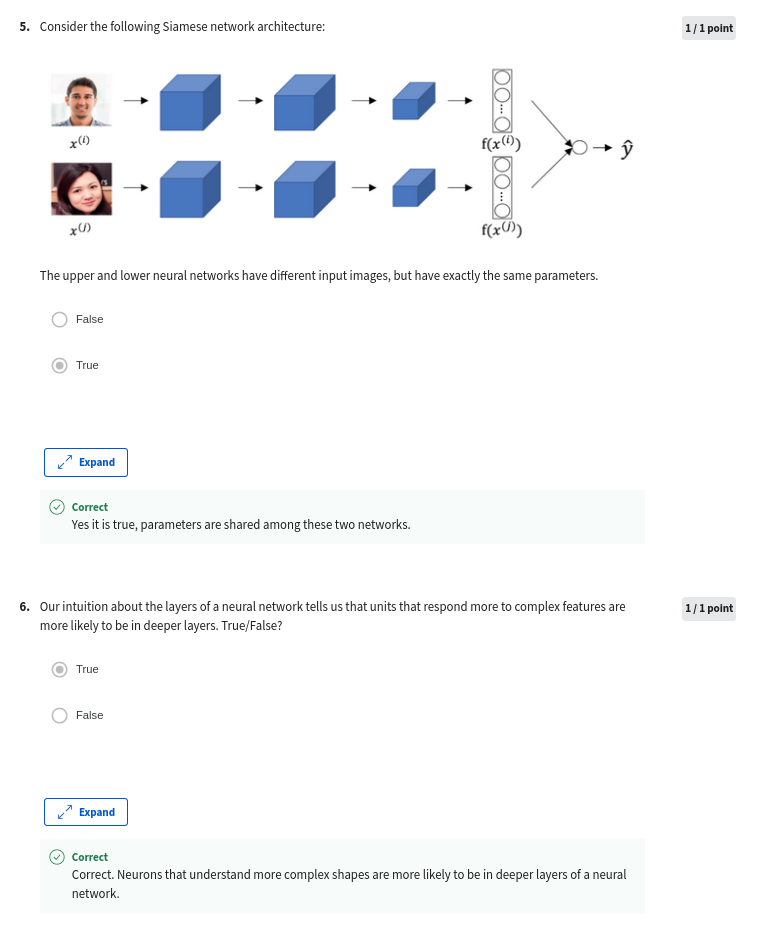 5. Consider the following Siamese network architecture:
1 / 1 point
x(i)
f(x(i))
ŷ
x(j)
f(x(j))
The upper and lower neural networks have different input images, but have exactly the same parameters.
False
True
Expand
Correct
Yes it is true, parameters are shared among these two networks.
6. Our intuition about the layers of a neural network tells us that units that respond more to complex features are
more likely to be in deeper layers. True/False?
1 / 1 point
True
False
Expand
Correct
Correct. Neurons that understand more complex shapes are more likely to be in deeper layers of a neural
network.